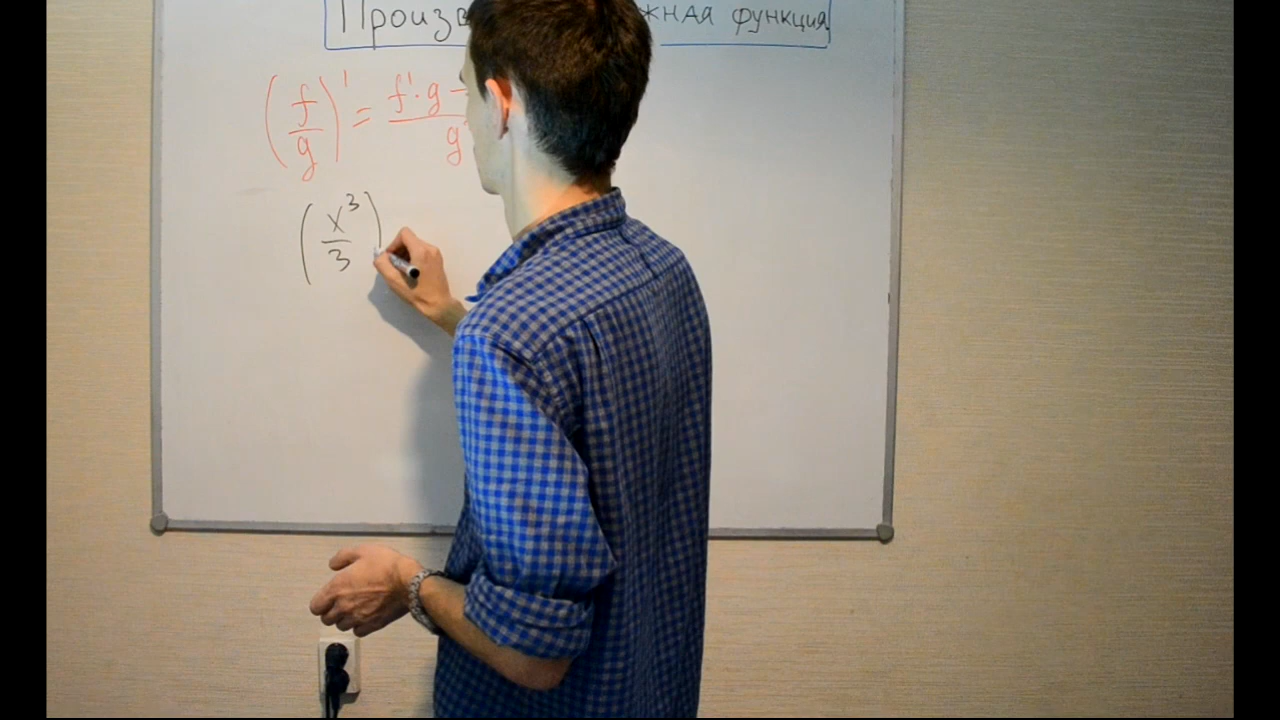 Произв жная функция
(f/g)' = f'·g - / g
(x³/3)